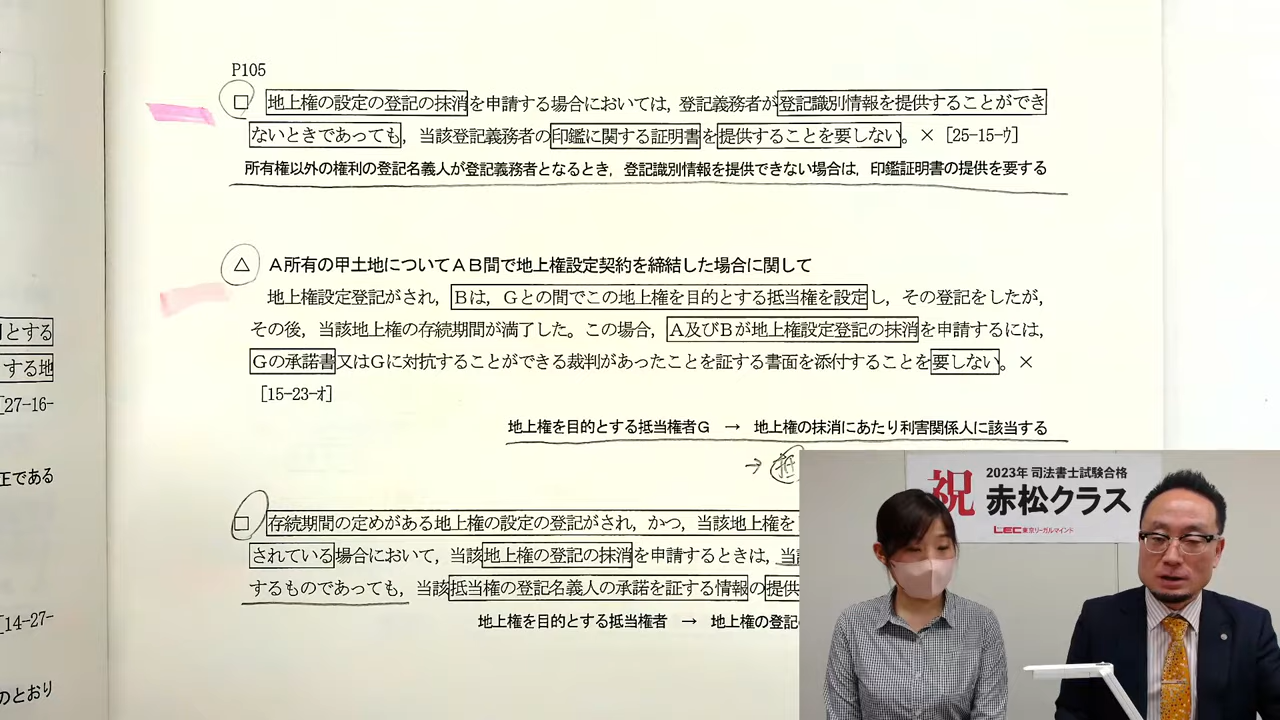 P105
□ 地上権の設定の登記の抹消を申請する場合においては，登記義務者が登記識別情報を提供することができ
ないときであっても，当該登記義務者の印鑑に関する証明書を提供することを要しない。× [25-15-ｳ]
所有権以外の権利の登記名義人が登記義務者となるとき，登記識別情報を提供できない場合は，印鑑証明書の提供を要する
△ Ａ所有の甲土地についてＡＢ間で地上権設定契約を締結した場合に関して
地上権設定登記がされ，Ｂは，Ｇとの間でこの地上権を目的とする抵当権を設定し，その登記をしたが，
その後，当該地上権の存続期間が満了した。この場合，Ａ及びＢが地上権設定登記の抹消を申請するには，
Ｇの承諾書又はＧに対抗することができる裁判があったことを証する書面を添付することを要しない。×
[15-23-ｵ]
地上権を目的とする抵当権者Ｇ → 地上権の抹消にあたり利害関係人に該当する
→ 抵
□ 存続期間の定めがある地上権の設定の登記がされ，かつ，当該地上権を
されている場合において，当該地上権の登記の抹消を申請するときは，当
するものであっても，当該抵当権の登記名義人の承諾を証する情報の提供
地上権を目的とする抵当権者 → 地上権の登記
とする
する地
[27-16-
正である
[14-27-
のとおり
祝
2023年 司法書士試験合格
赤松クラス
LEC東京リーガルマインド